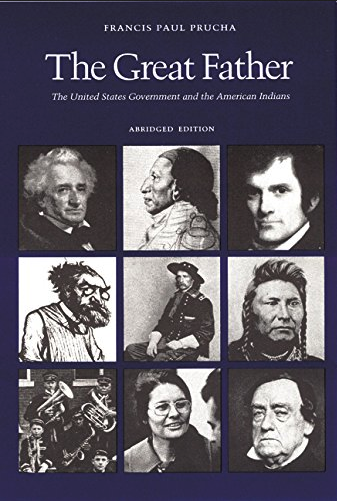 FRANCIS PAUL PRUCHA
The Great Father
The United States Government and the American Indians
ABRIDGED EDITION